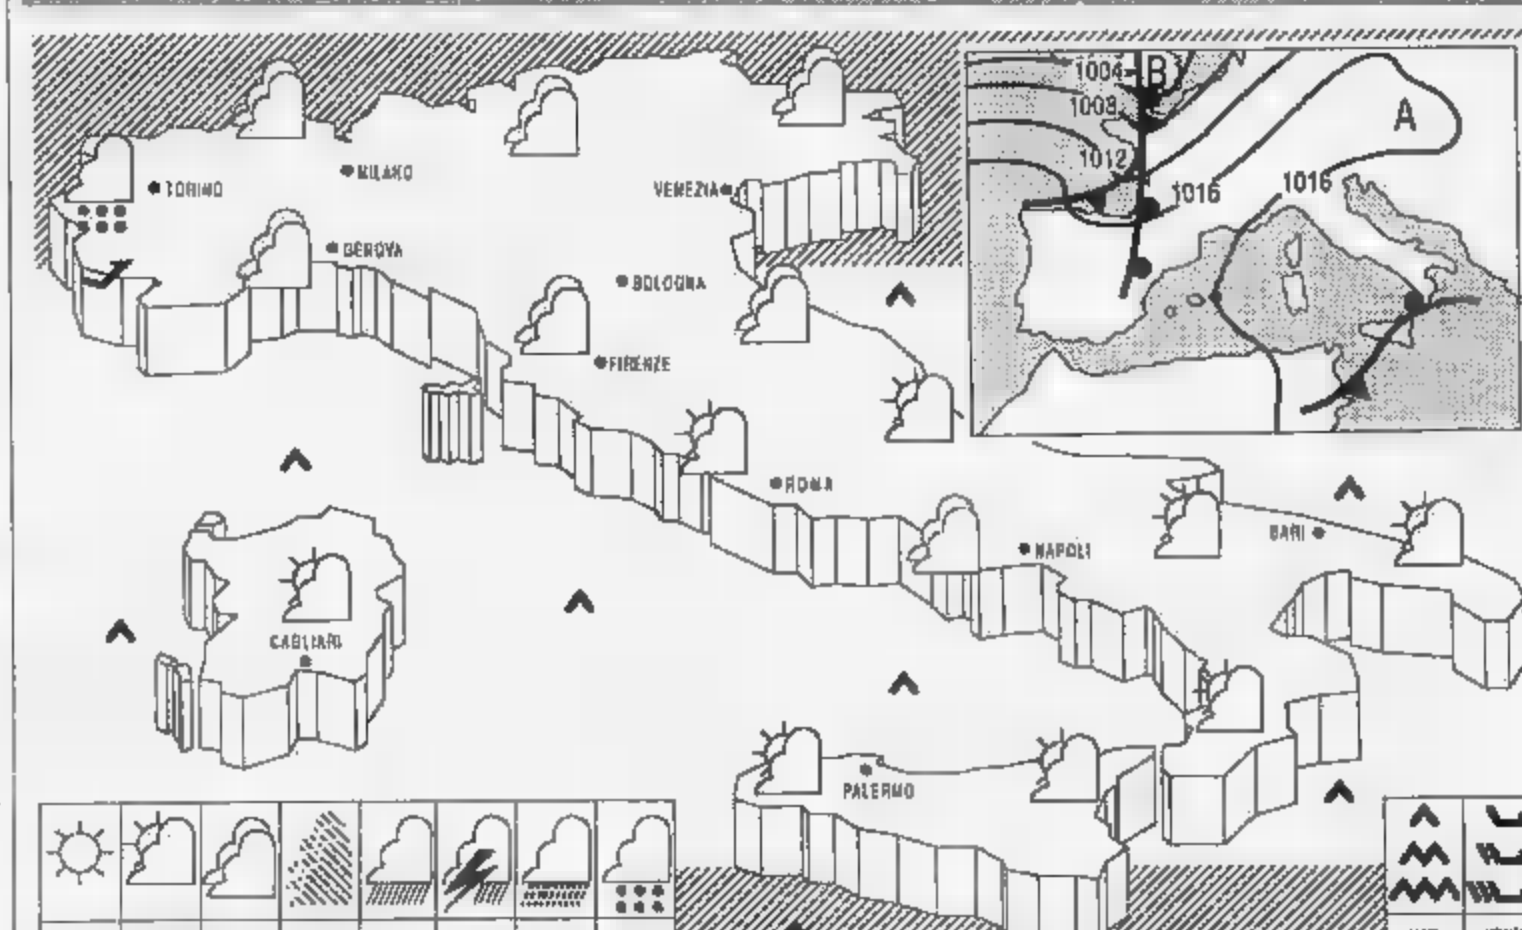 1004
B
1008
A
1012
1016
1016
MILANO
TORINO
VENEZIA
GENOVA
BOLOGNA
FIRENZE
ROMA
BARI
NAPOLI
CAGLIARI
PALERMO